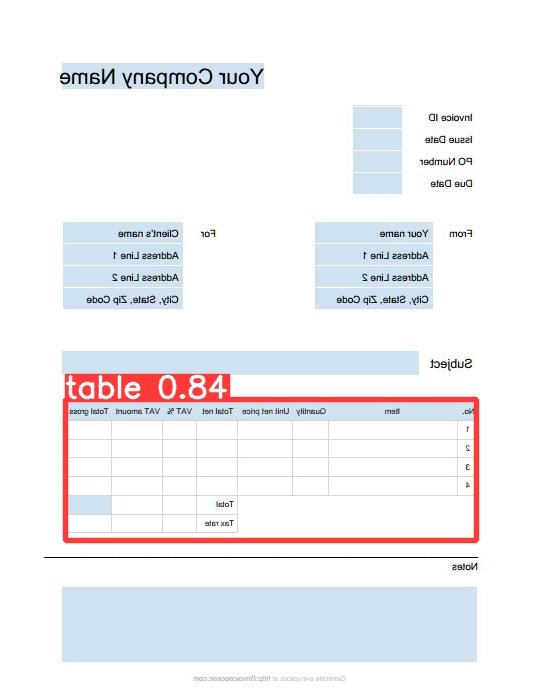 Your Company Name
Invoice ID
Issue Date
PO Number
Due Date
From Your name
Address Line 1
Address Line 2
City, State, Zip Code
For Client's name
Address Line 1
Address Line 2
City, State, Zip Code
Subject
table 0.84
No. Item Quantity Unit net price Total net VAT % VAT amount Total gross
1
2
3
4
Total
Tax rate
Notes
Generate e-invoices at http://invoiceocean.com